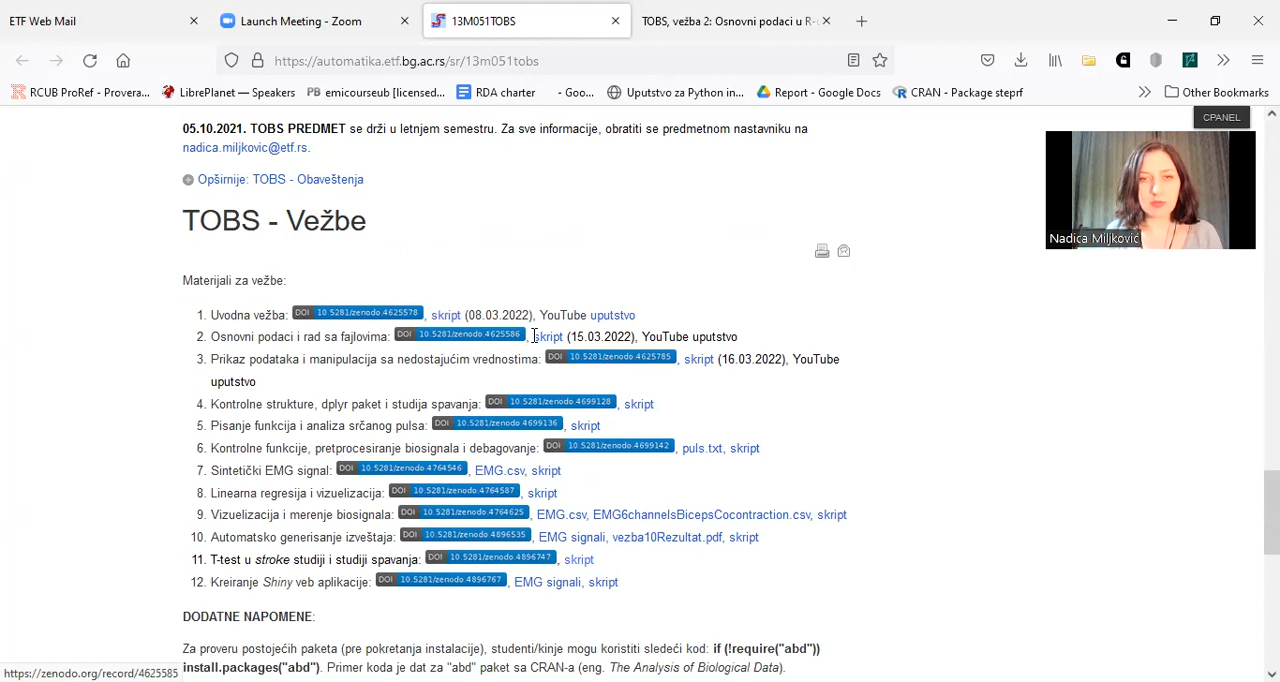 ETF Web Mail
Launch Meeting - Zoom
13M051TOBS
TOBS, vežba 2: Osnovni podaci u R-
https://automatika.etf.bg.ac.rs/sr/13m051tobs
RCUB ProRef - Provera...
LibrePlanet — Speakers
PB emicourseub [licensed...
RDA charter
- Goo...
Uputstvo za Python in...
Report - Google Docs
CRAN - Package steprf
Other Bookmarks
CPANEL
05.10.2021. TOBS PREDMET se drži u letnjem semestru. Za sve informacije, obratiti se predmetnom nastavniku na
nadica.miljkovic@etf.rs.
Opširnije: TOBS - Obaveštenja
Nadica Miljković
TOBS - Vežbe
Materijali za vežbe:
1. Uvodna vežba: DOI 10.5281/zenodo.4625578, skript (08.03.2022), YouTube uputstvo
2. Osnovni podaci i rad sa fajlovima: DOI 10.5281/zenodo.4625586, skript (15.03.2022), YouTube uputstvo
3. Prikaz podataka i manipulacija sa nedostajućim vrednostima: DOI 10.5281/zenodo.4625785, skript (16.03.2022), YouTube
uputstvo
4. Kontrolne strukture, dplyr paket i studija spavanja: DOI 10.5281/zenodo.4699128, skript
5. Pisanje funkcija i analiza srčanog pulsa: DOI 10.5281/zenodo.4699136, skript
6. Kontrolne funkcije, pretprocesiranje biosignala i debagovanje: DOI 10.5281/zenodo.4699142, puls.txt, skript
7. Sintetički EMG signal: DOI 10.5281/zenodo.4764546, EMG.csv, skript
8. Linearna regresija i vizuelizacija: DOI 10.5281/zenodo.4764587, skript
9. Vizuelizacija i merenje biosignala: DOI 10.5281/zenodo.4764625, EMG.csv, EMG6channelsBicepsCocontraction.csv, skript
10. Automatsko generisanje izveštaja: DOI 10.5281/zenodo.4896535, EMG signali, vezba10Rezultat.pdf, skript
11. T-test u stroke studiji i studiji spavanja: DOI 10.5281/zenodo.4896747, skript
12. Kreiranje Shiny veb aplikacije: DOI 10.5281/zenodo.4896767, EMG signali, skript
DODATNE NAPOMENE:
Za proveru postojećih paketa (pre pokretanja instalacije), studenti/kinje mogu koristiti sledeći kod: if (!require("abd"))
install.packages("abd"). Primer koda je dat za "abd" paket sa CRAN-a (eng. The Analysis of Biological Data).
https://zenodo.org/record/4625585